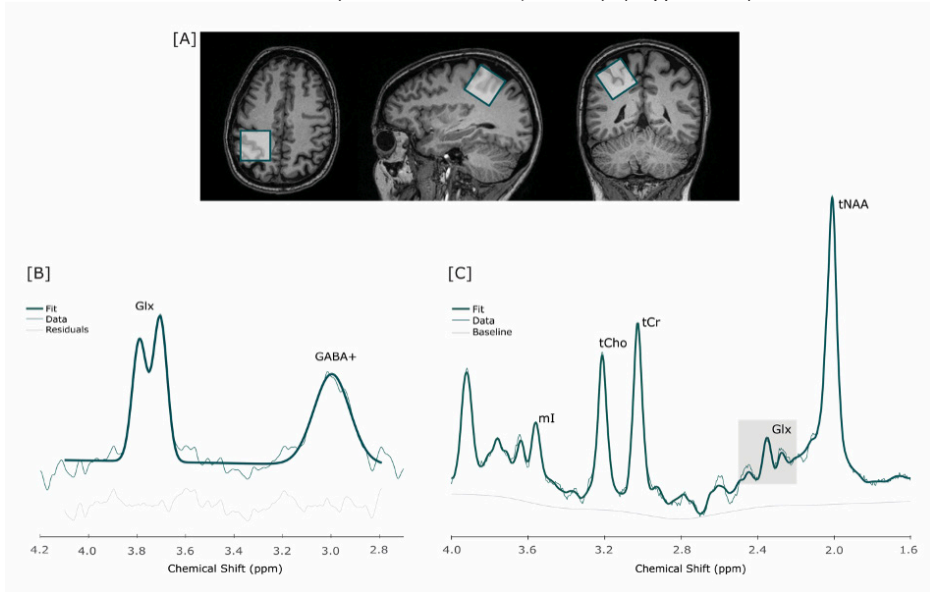 [A]
[B]
Glx
Fit
Data
Residuals
GABA+
4.2 4.0 3.8 3.6 3.4 3.2 3.0 2.8
Chemical Shift (ppm)
[C]
tNAA
Fit
Data
Baseline
tCr
tCho
mI
Glx
4.0 3.6 3.2 2.8 2.4 2.0 1.6
Chemical Shift (ppm)